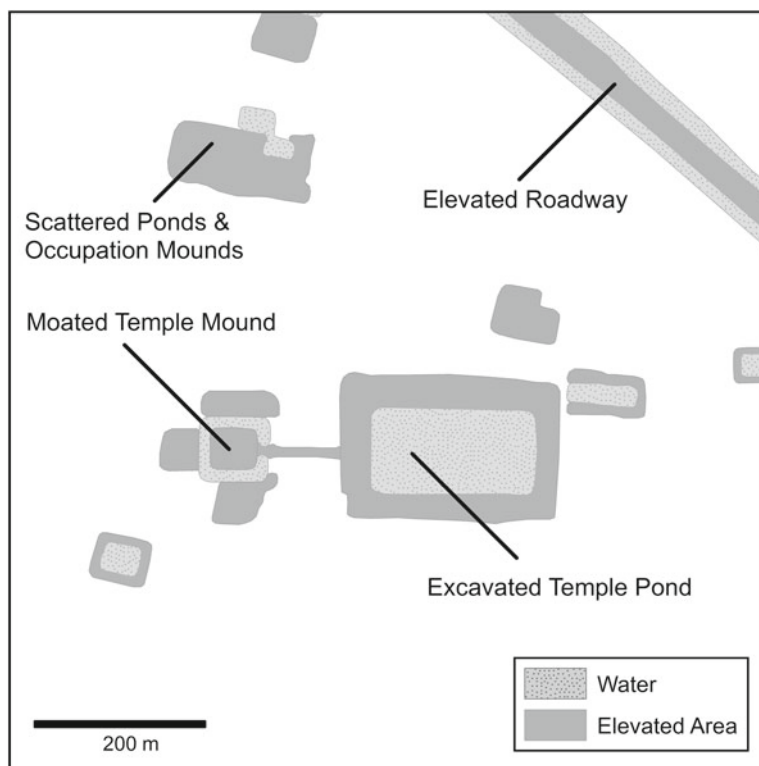 Elevated Roadway
Scattered Ponds &
Occupation Mounds
Moated Temple Mound
Excavated Temple Pond
Water
Elevated Area
200 m